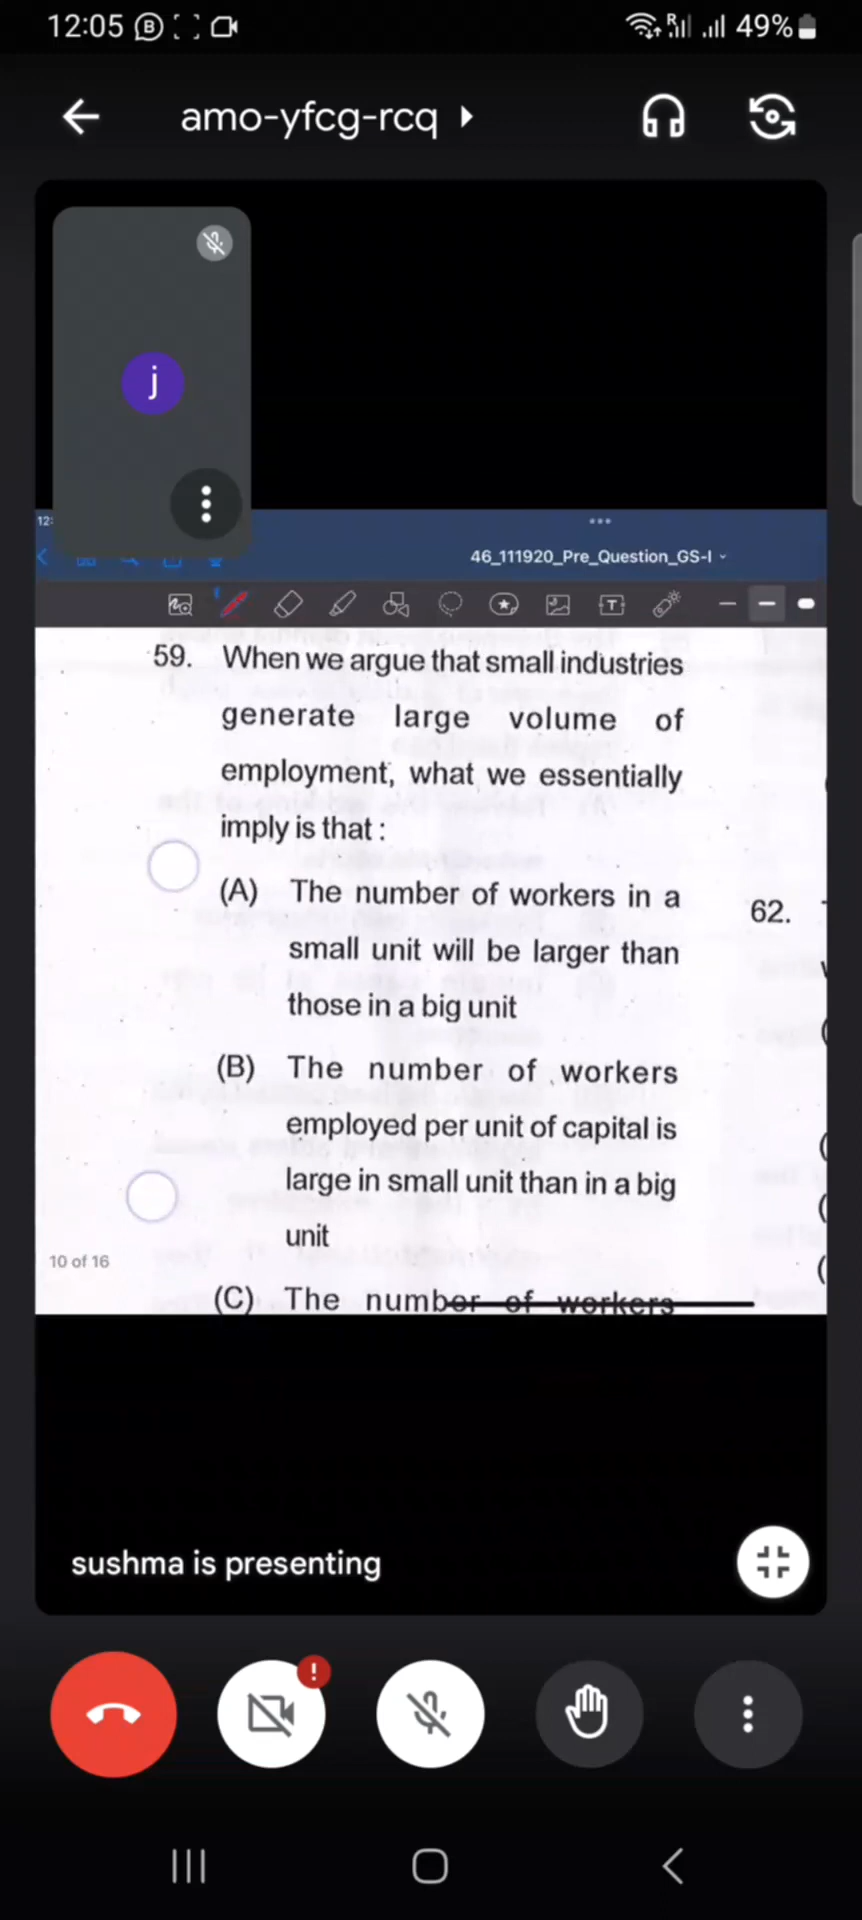 12:05
49%
amo-yfcg-rcq
j
12:
46_111920_Pre_Question_GS-I
59. When we argue that small industries
generate large volume of
employment, what we essentially
imply is that :
(A) The number of workers in a
small unit will be larger than
those in a big unit
(B) The number of workers
employed per unit of capital is
large in small unit than in a big
unit
(C) The number of workers
10 of 16
62.
(
(
(
(
sushma is presenting